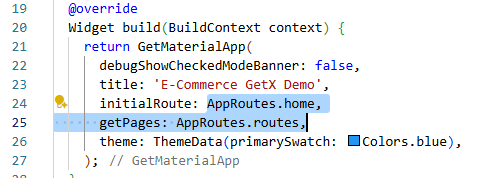 19 @override
20 Widget build(BuildContext context) {
21 return GetMaterialApp(
22 debugShowCheckedModeBanner: false,
23 title: 'E-Commerce GetX Demo',
24 initialRoute: AppRoutes.home,
25 getPages: AppRoutes.routes,
26 theme: ThemeData(primarySwatch: Colors.blue),
27 ); // GetMaterialApp